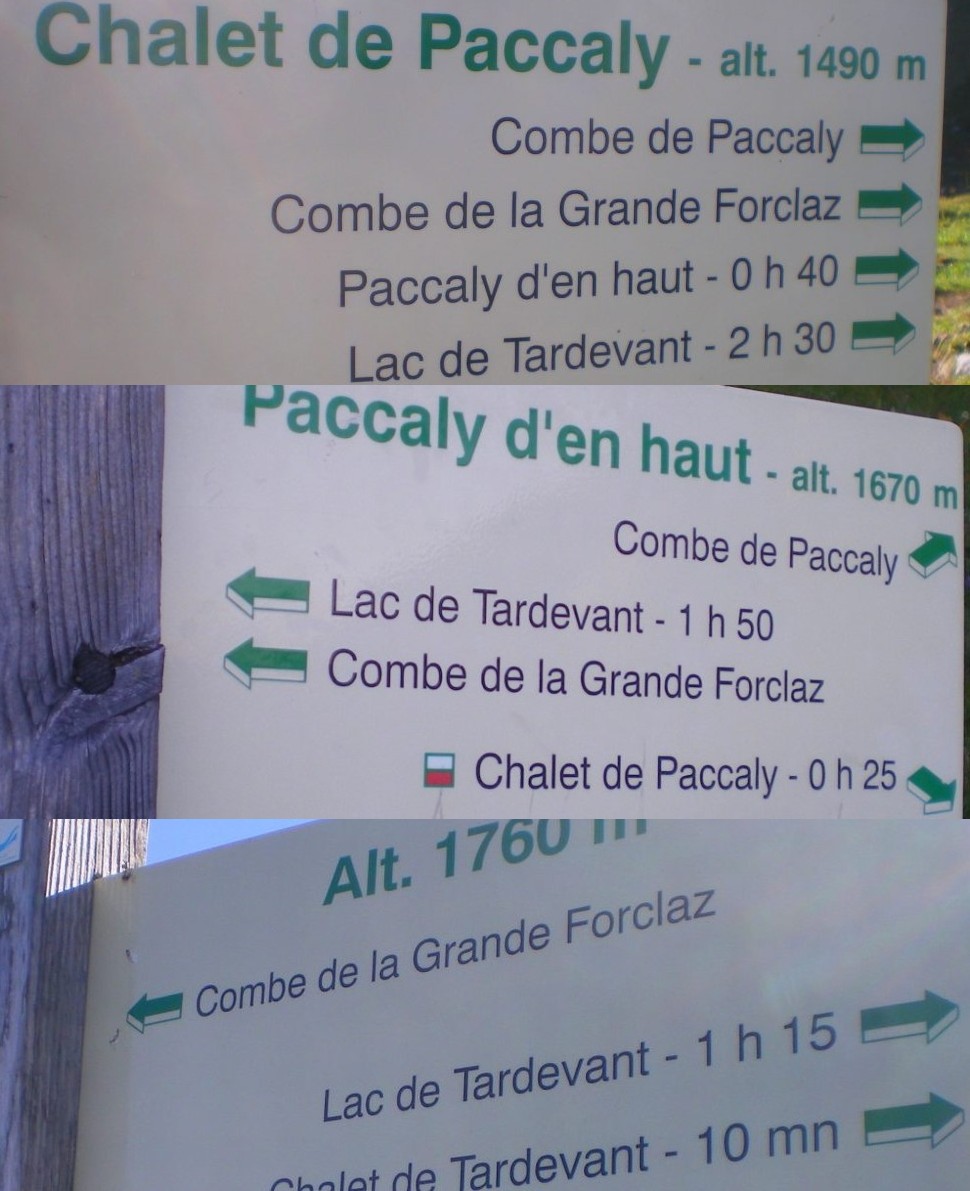 Chalet de Paccaly - alt. 1490 m
Combe de Paccaly
Combe de la Grande Forclaz
Paccaly d'en haut - 0 h 40
Lac de Tardevant - 2 h 30
Paccaly d'en haut - alt. 1670 m
Combe de Paccaly
Lac de Tardevant - 1 h 50
Combe de la Grande Forclaz
Chalet de Paccaly - 0 h 25
Alt. 1760 m
Combe de la Grande Forclaz
Lac de Tardevant - 1 h 15
Chalet de Tardevant - 10 mn